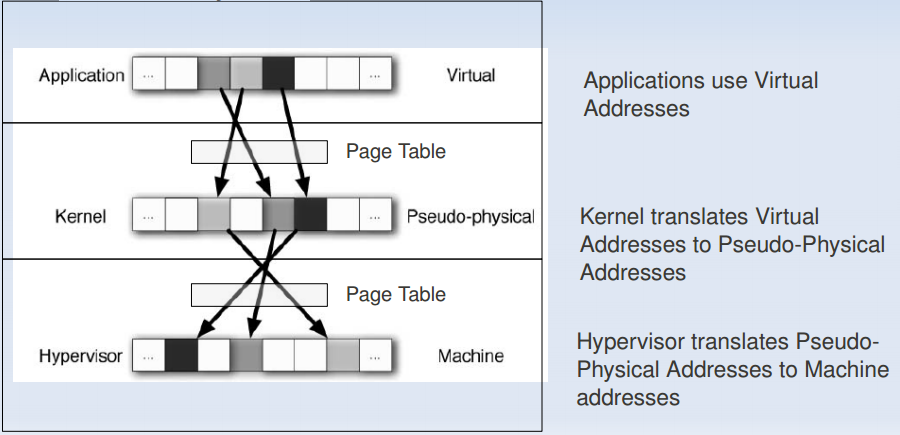 Application ... ... Virtual
Applications use Virtual
Addresses
Page Table
Kernel ... ... Pseudo-physical
Kernel translates Virtual
Addresses to Pseudo-Physical
Addresses
Page Table
Hypervisor ... ... Machine
Hypervisor translates Pseudo-
Physical Addresses to Machine
addresses